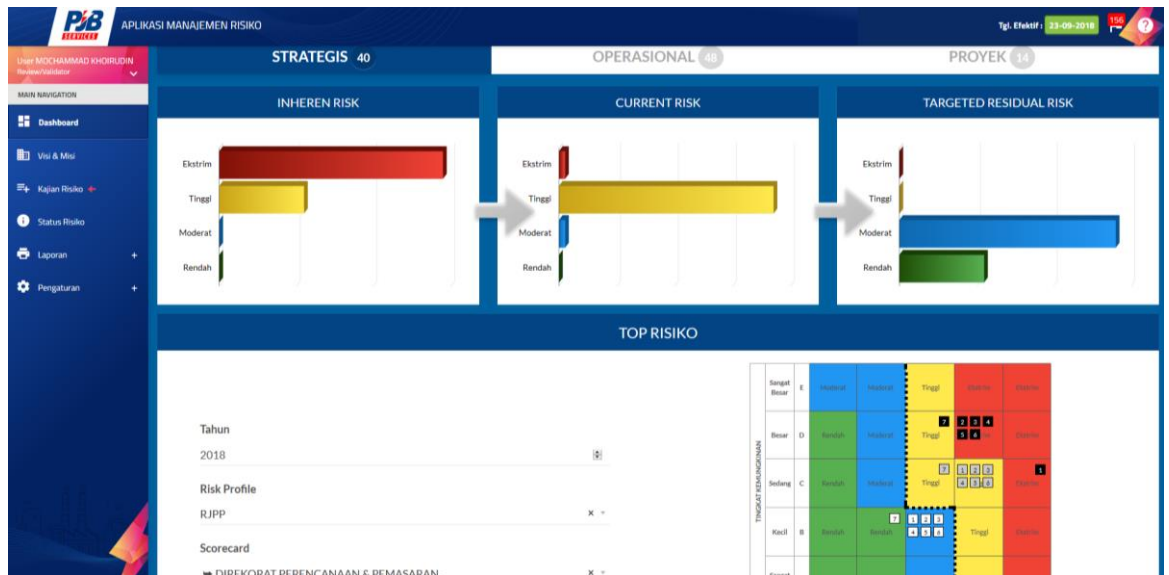 PJB
SERVICES
APLIKASI MANAJEMEN RISIKO
Tgl. Efektif : 23-09-2018
156
?
User MOCHAMMAD KHOIRUDIN
Review/Validator
MAIN NAVIGATION
Dashboard
Visi & Misi
Kajian Risiko
Status Risiko
Laporan +
Pengaturan +
STRATEGIS 40
OPERASIONAL 48
PROYEK 14
INHEREN RISK
Ekstrim
Tinggi
Moderat
Rendah
CURRENT RISK
Ekstrim
Tinggi
Moderat
Rendah
TARGETED RESIDUAL RISK
Ekstrim
Tinggi
Moderat
Rendah
TOP RISIKO
Tahun
2018
Risk Profile
RJPP
Scorecard
DIREKORAT PERENCANAAN & PEMASARAN
TINGKAT KEMUNGKINAN
Sangat Besar E Moderat Moderat Tinggi Ekstrim Ekstrim
7 2 3 4
Besar D Rendah Moderat Tinggi 5 6 Ekstrim
7 1 2 3 1
Sedang C Rendah Moderat Tinggi 4 5 6 Ekstrim
7 1 2 3
Kecil B Rendah Rendah 4 5 6 Tinggi Ekstrim
Sangat